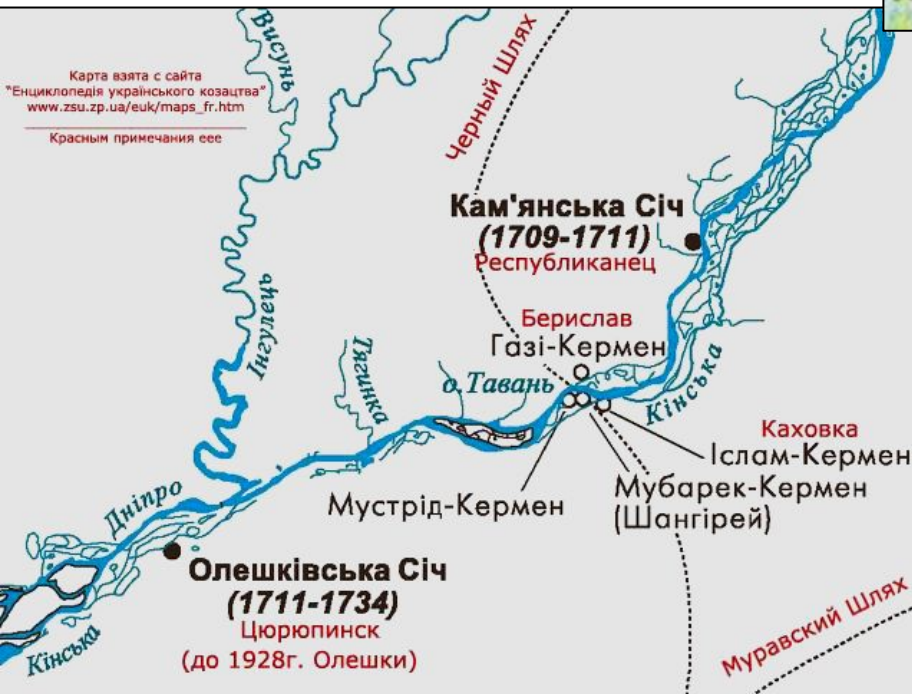 Карта взята с сайта
"Енциклопедія українського козацтва"
www.zsu.zp.ua/euk/maps_fr.htm
Красным примечания еее
Висунь
Черный Шлях
Кам'янська Січ
(1709-1711)
Республиканец
Інгулець
Берислав
Газі-Кермен
Тягинка
о.Тавань
Кінська
Каховка
Іслам-Кермен
Мустрід-Кермен
Мубарек-Кермен
(Шангірей)
Дніпро
Олешківська Січ
(1711-1734)
Цюрюпинск
(до 1928г. Олешки)
Кінська
Муравский Шлях